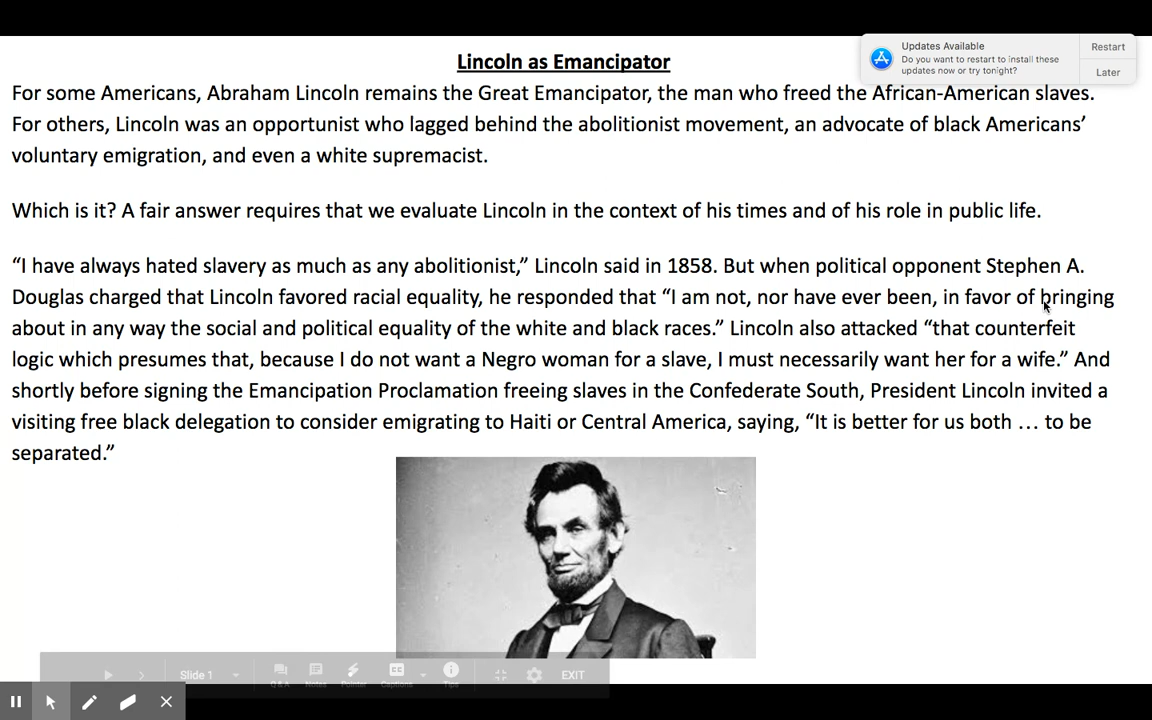 Lincoln as Emancipator
Updates Available
Do you want to restart to install these
updates now or try tonight?
Restart
Later
For some Americans, Abraham Lincoln remains the Great Emancipator, the man who freed the African-American slaves.
For others, Lincoln was an opportunist who lagged behind the abolitionist movement, an advocate of black Americans’
voluntary emigration, and even a white supremacist.
Which is it? A fair answer requires that we evaluate Lincoln in the context of his times and of his role in public life.
“I have always hated slavery as much as any abolitionist,” Lincoln said in 1858. But when political opponent Stephen A.
Douglas charged that Lincoln favored racial equality, he responded that “I am not, nor have ever been, in favor of bringing
about in any way the social and political equality of the white and black races.” Lincoln also attacked “that counterfeit
logic which presumes that, because I do not want a Negro woman for a slave, I must necessarily want her for a wife.” And
shortly before signing the Emancipation Proclamation freeing slaves in the Confederate South, President Lincoln invited a
visiting free black delegation to consider emigrating to Haiti or Central America, saying, “It is better for us both … to be
separated.”
Slide 1
Q & A
Notes
Pointer
CC
Captions
Tips
EXIT